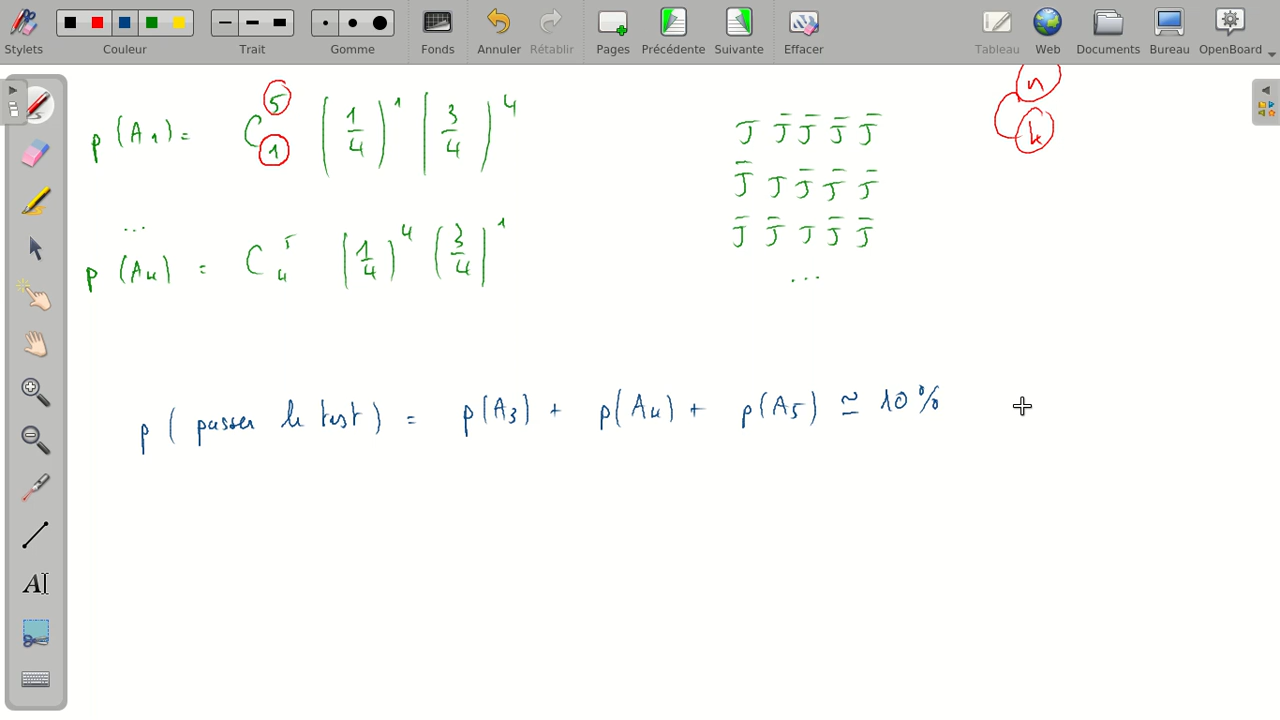 Stylets Couleur Trait Gomme Fonds Annuler Rétablir Pages Précédente Suivante Effacer Tableau Web Documents Bureau OpenBoard
p(A₁) = C⁵₁ (1/4)¹ (3/4)⁴
J J̄ J̄ J̄ J̄
n
k
J̄ J J̄ J̄ J̄
...
J̄ J̄ J J̄ J̄
p(A₄) = C⁵₄ (1/4)⁴ (3/4)¹
...
p(passer le test) = p(A₃) + p(A₄) + p(A₅) ≃ 10%
AI